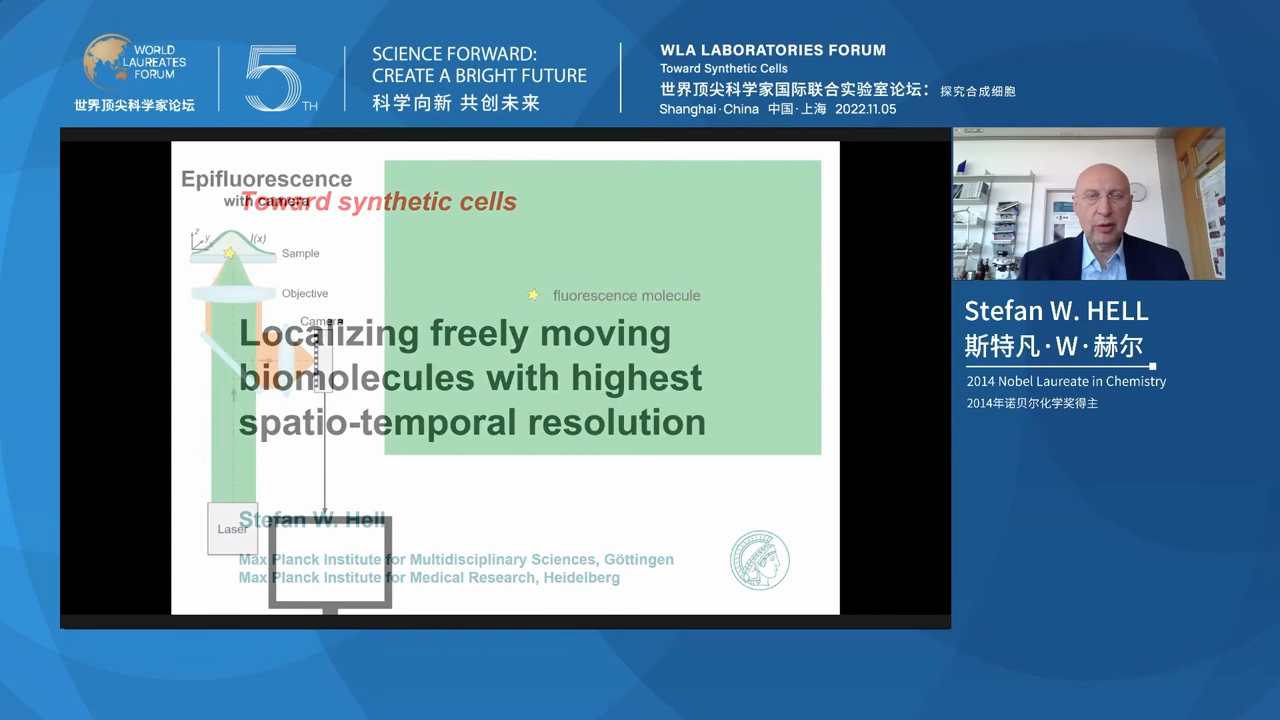 WORLD
LAUREATES
FORUM
世界顶尖科学家论坛
5TH
SCIENCE FORWARD:
CREATE A BRIGHT FUTURE
科学向新 共创未来
WLA LABORATORIES FORUM
Toward Synthetic Cells
世界顶尖科学家国际联合实验室论坛：探究合成细胞
Shanghai·China 中国·上海 2022.11.05
Epifluorescence
with camera
Toward synthetic cells
z
y
I(x)
Sample
Objective
fluorescence molecule
Camera
Localizing freely moving
biomolecules with highest
spatio-temporal resolution
Laser
Stefan W. Hell
Max Planck Institute for Multidisciplinary Sciences, Göttingen
Max Planck Institute for Medical Research, Heidelberg
Stefan W. HELL
斯特凡·W·赫尔
2014 Nobel Laureate in Chemistry
2014年诺贝尔化学奖得主